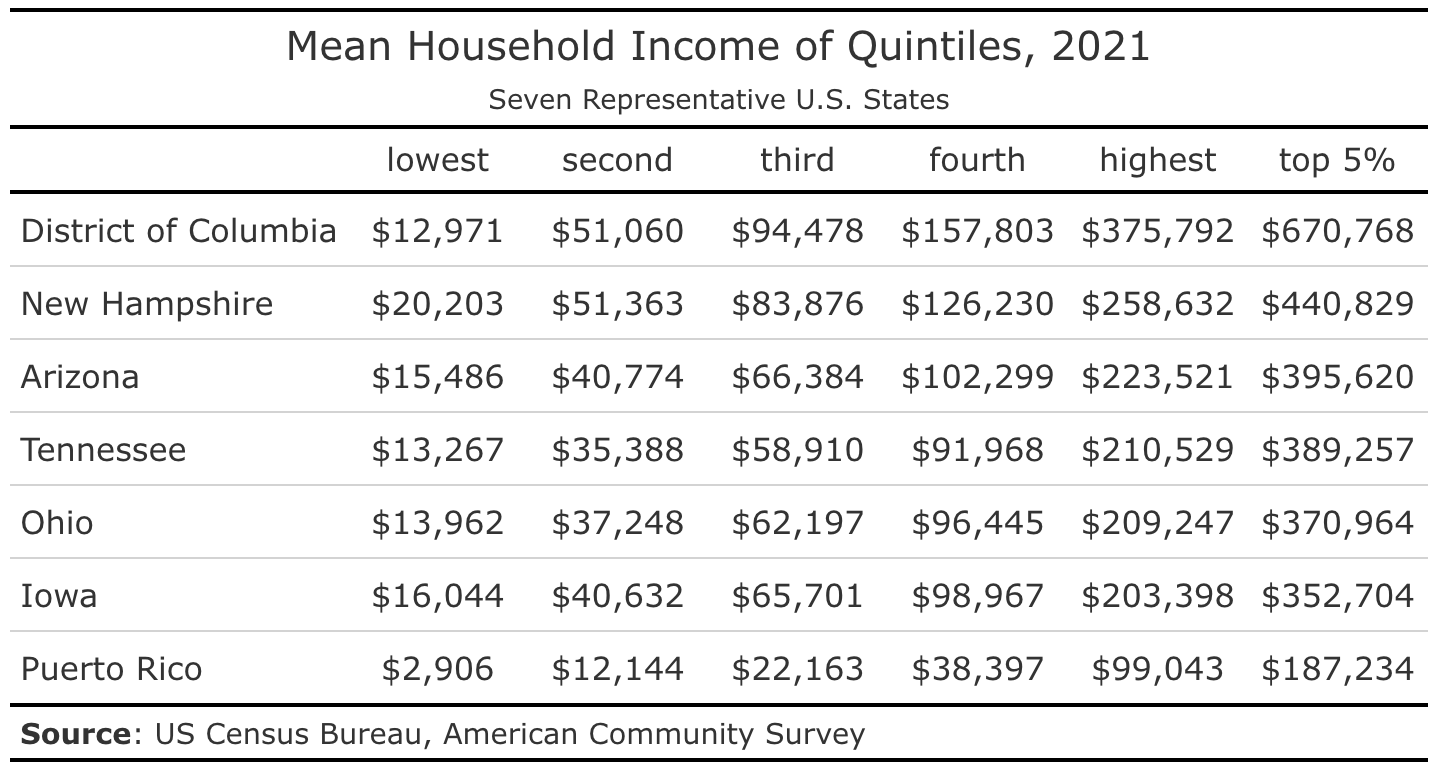 Mean Household Income of Quintiles, 2021
Seven Representative U.S. States
lowest second third fourth highest top 5%
District of Columbia $12,971 $51,060 $94,478 $157,803 $375,792 $670,768
New Hampshire $20,203 $51,363 $83,876 $126,230 $258,632 $440,829
Arizona $15,486 $40,774 $66,384 $102,299 $223,521 $395,620
Tennessee $13,267 $35,388 $58,910 $91,968 $210,529 $389,257
Ohio $13,962 $37,248 $62,197 $96,445 $209,247 $370,964
Iowa $16,044 $40,632 $65,701 $98,967 $203,398 $352,704
Puerto Rico $2,906 $12,144 $22,163 $38,397 $99,043 $187,234
Source: US Census Bureau, American Community Survey